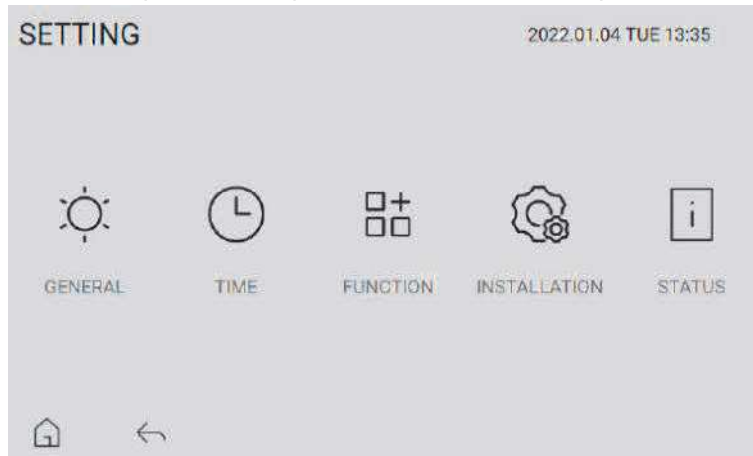 SETTING
2022.01.04 TUE 13:35
i
GENERAL
TIME
FUNCTION
INSTALLATION
STATUS